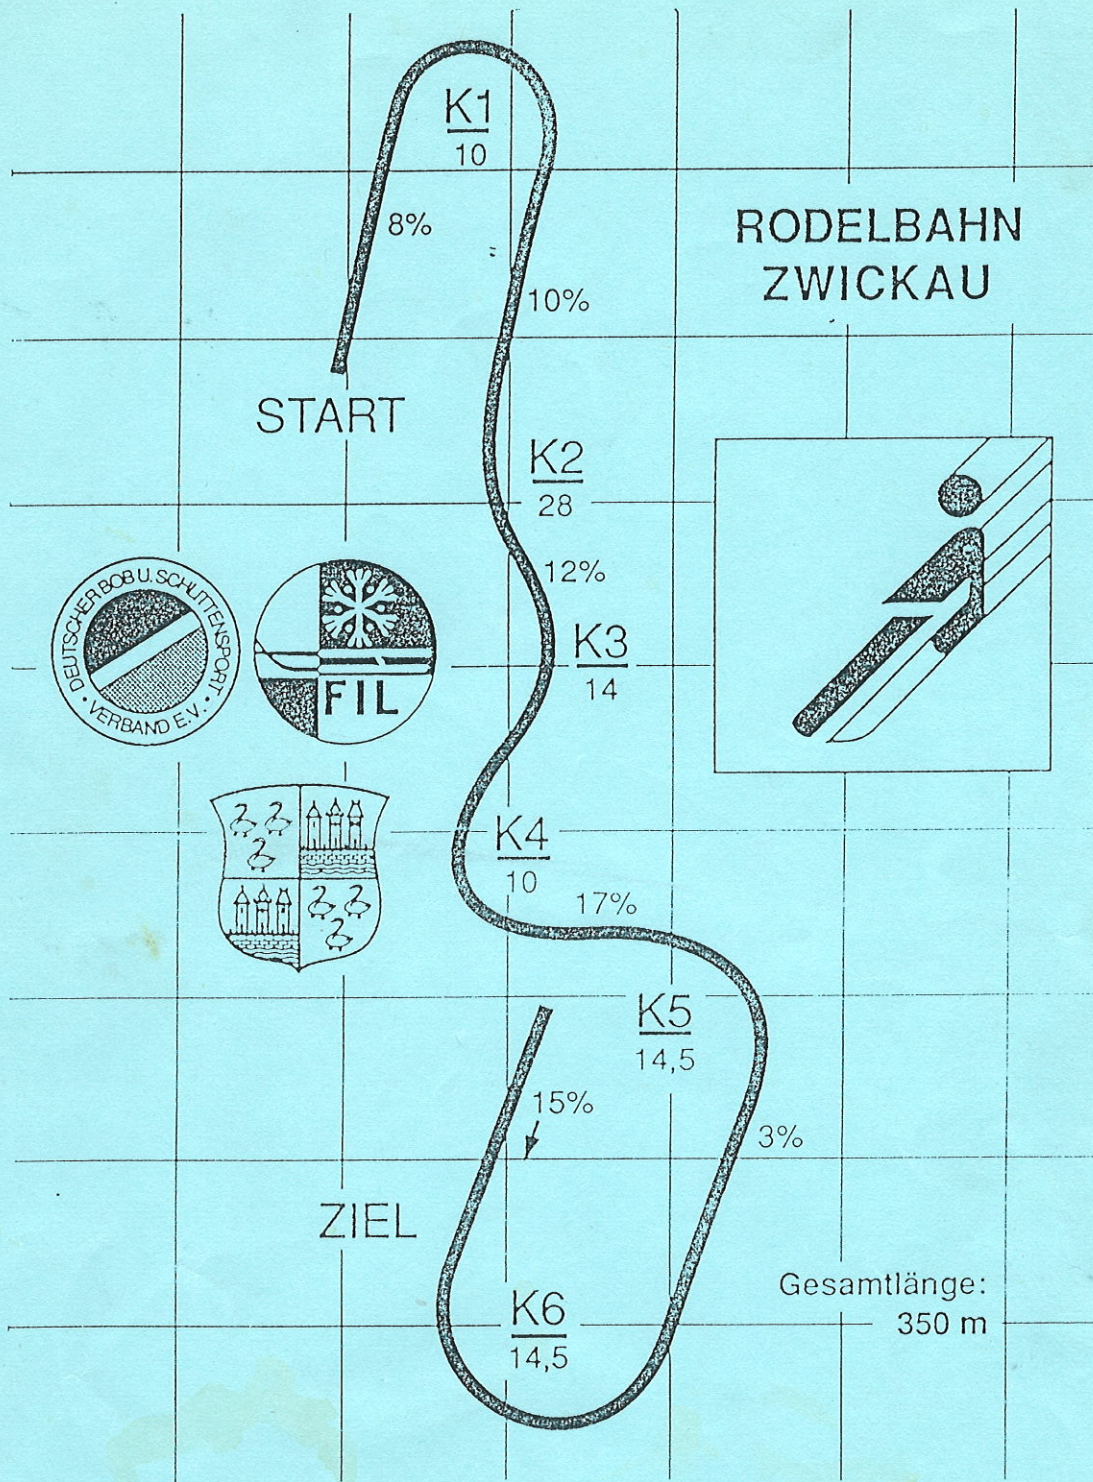 K1
10
8%
RODELBAHN
ZWICKAU
10%
START
K2
28
12%
DEUTSCHER BOB U. SCHLITTENSPORT
· VERBAND E.V. ·
FIL
K3
14
K4
10
17%
K5
14,5
15%
3%
ZIEL
Gesamtlänge:
350 m
K6
14,5